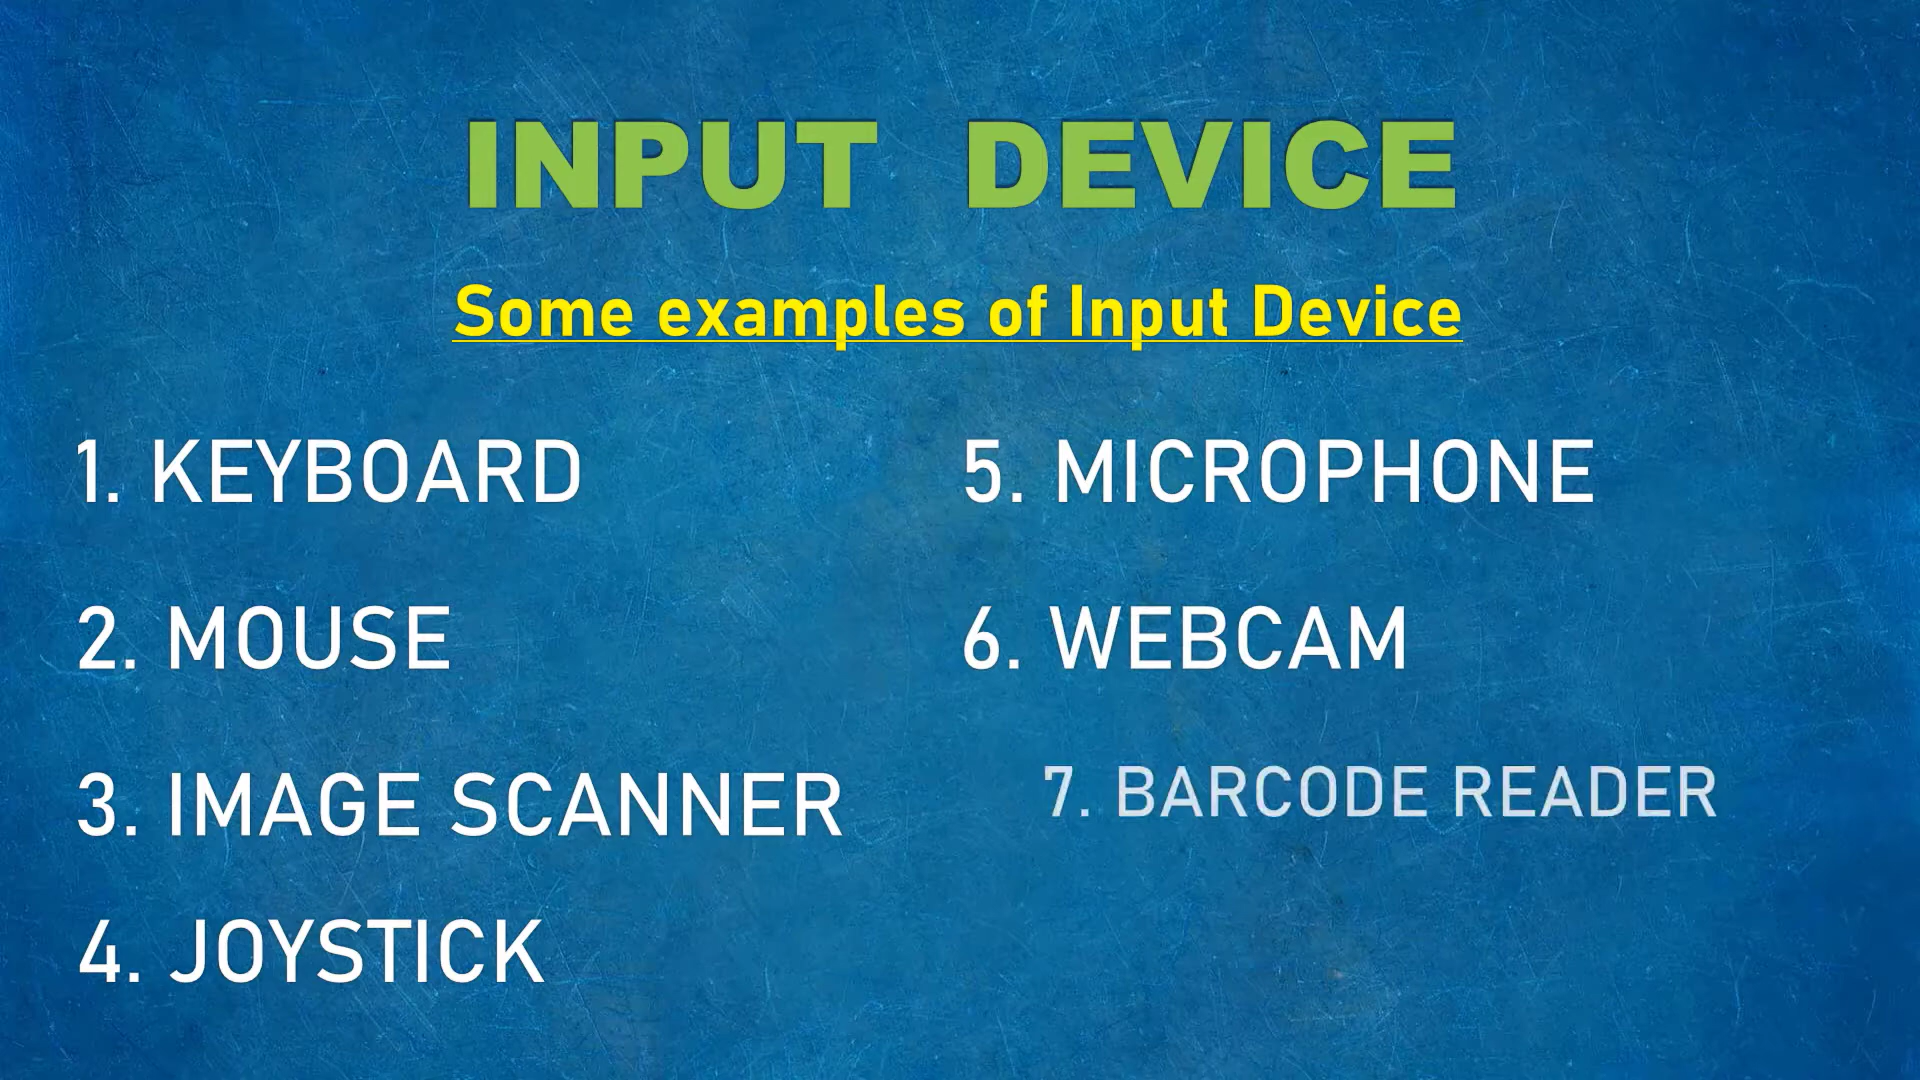 INPUT DEVICE
Some examples of Input Device
1. KEYBOARD
2. MOUSE
3. IMAGE SCANNER
4. JOYSTICK
5. MICROPHONE
6. WEBCAM
7. BARCODE READER